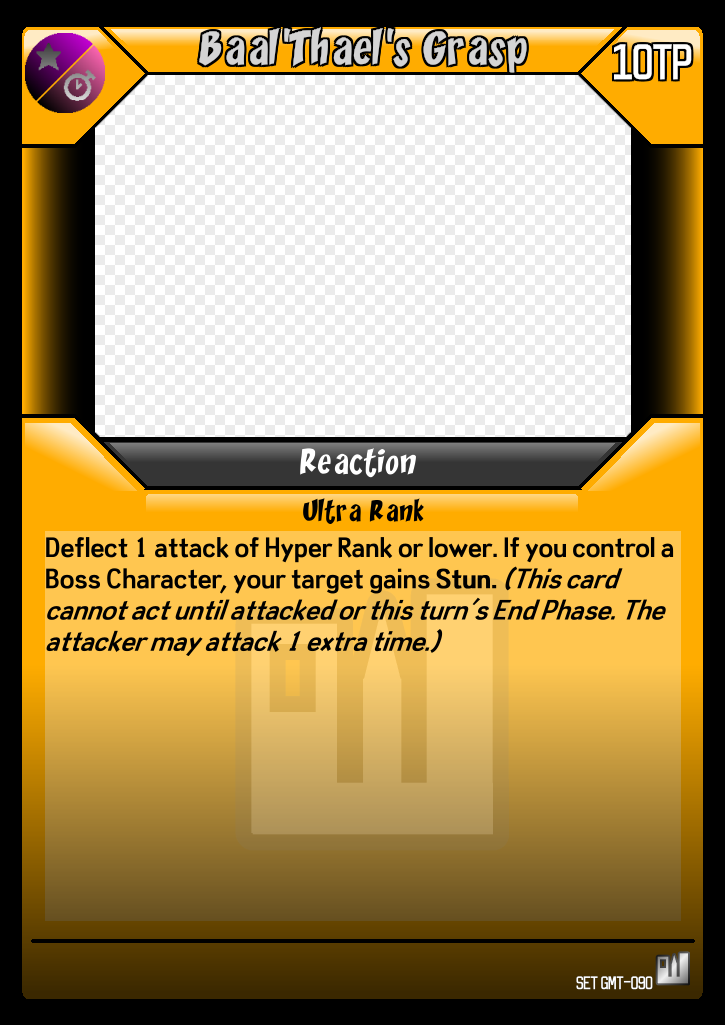 Baal'Thael's Grasp
10TP
Reaction
Ultra Rank
Deflect 1 attack of Hyper Rank or lower. If you control a
Boss Character, your target gains Stun. (This card
cannot act until attacked or this turn's End Phase. The
attacker may attack 1 extra time.)
SET GMT-090